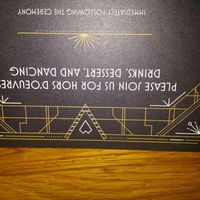 PLEASE JOIN US FOR HORS D'OEUVRES,
DRINKS, DESSERT, AND DANCING
IMMEDIATELY FOLLOWING THE CEREMONY